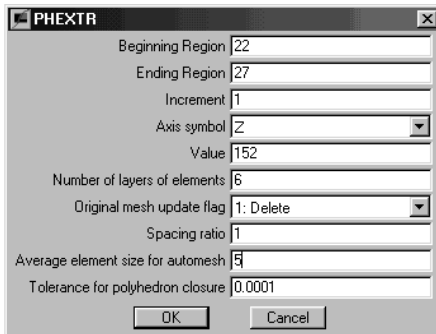 PHEXTR
Beginning Region 22
Ending Region 27
Increment 1
Axis symbol Z
Value 152
Number of layers of elements 6
Original mesh update flag 1: Delete
Spacing ratio 1
Average element size for automesh 5
Tolerance for polyhedron closure 0.0001
OK Cancel